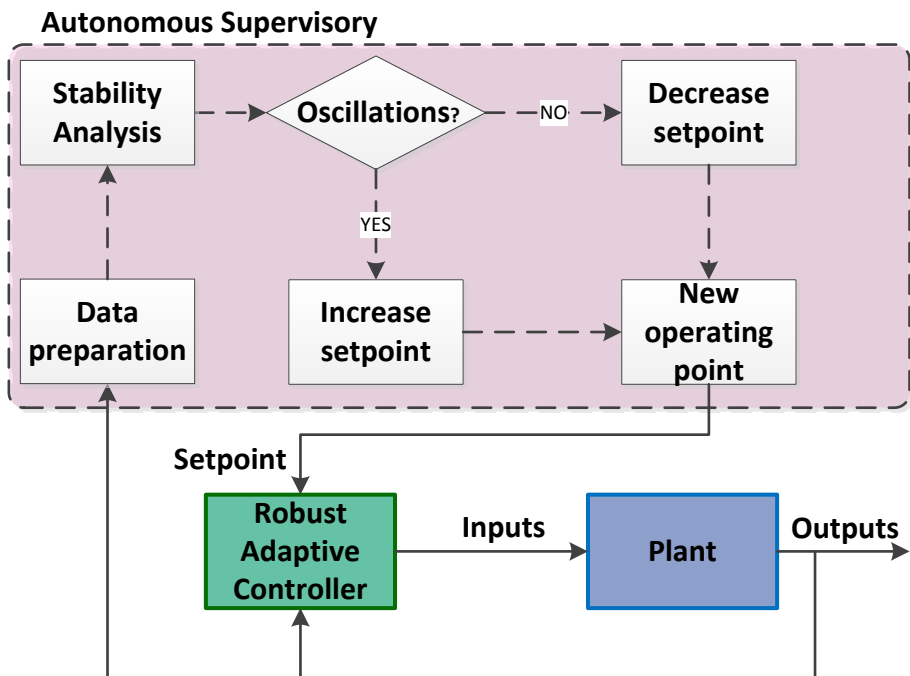 Autonomous Supervisory
Stability
Analysis
Oscillations?
NO
Decrease
setpoint
YES
Data
preparation
Increase
setpoint
New
operating
point
Setpoint
Robust
Adaptive
Controller
Inputs
Plant
Outputs